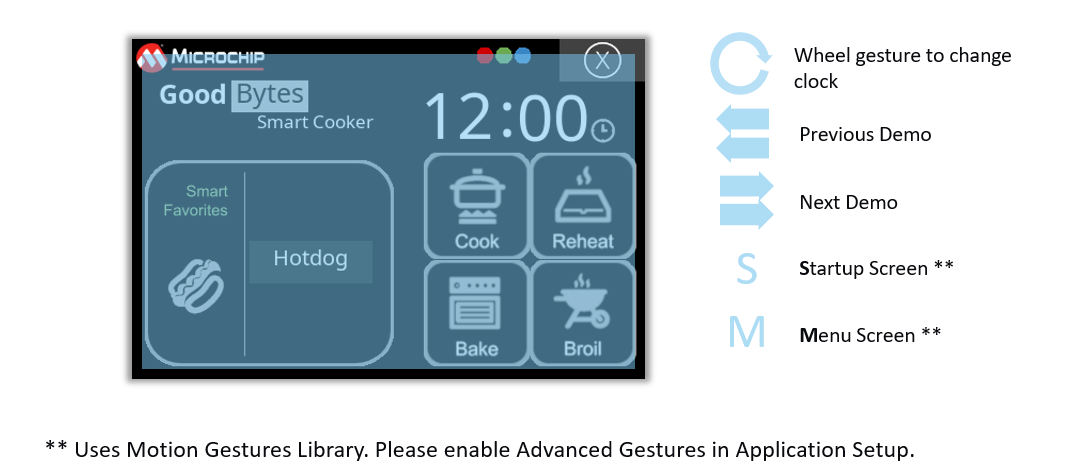 MICROCHIP
X
Good Bytes
Smart Cooker
12:00
Smart
Favorites
Hotdog
Cook
Reheat
Bake
Broil
Wheel gesture to change
clock
Previous Demo
Next Demo
S
Startup Screen **
M
Menu Screen **
** Uses Motion Gestures Library. Please enable Advanced Gestures in Application Setup.